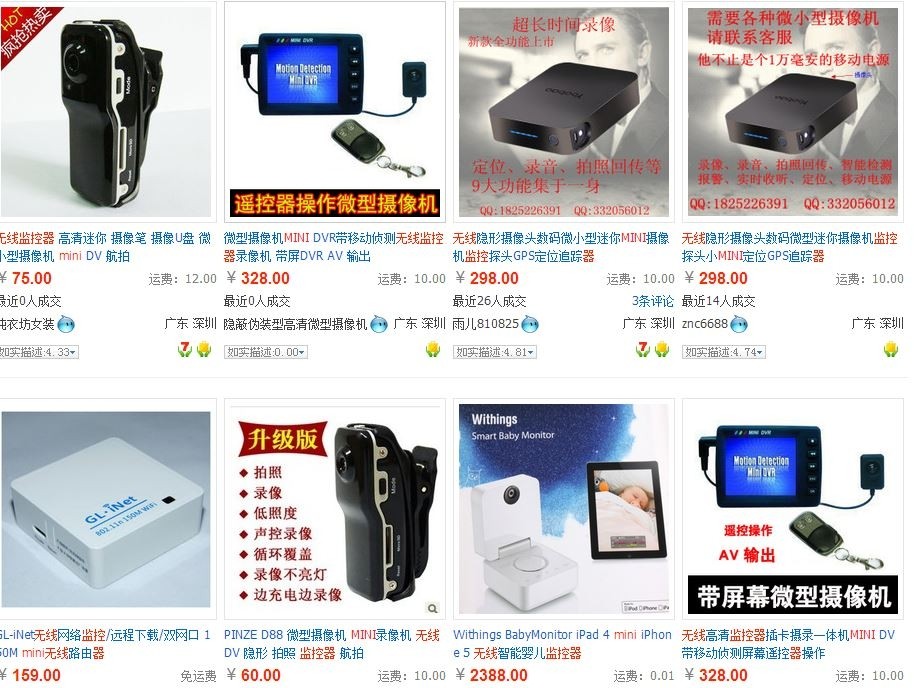 HOT
疯抢热卖
Mode
MINI DVR
Motion Detection
Mini DVR
遥控器操作微型摄像机
超长时间录像
新款全功能上市
Yoobao
定位、录音、拍照回传等
9大功能集于一身
QQ:1825226391 QQ:332056012
需要各种微小型摄像机
请联系客服
他不止是个1万毫安的移动电源
摄像头
Yoobao
录像、录音、拍照回传、智能检测
报警、实时收听、定位、移动电源
QQ:1825226391 QQ:332056012
无线监控器 高清迷你 摄像笔 摄像U盘 微
小型摄像机 mini DV 航拍
¥ 75.00 运费：12.00
最近0人成交
纯衣坊女装 广东 深圳
如实描述:4.33
7
微型摄像机MINI DVR带移动侦测无线监控
器录像机 带屏DVR AV 输出
¥ 328.00 运费：10.00
最近0人成交
隐蔽伪装型高清微型摄像机 广东 深圳
如实描述:0.00
无线隐形摄像头数码微小型迷你MINI摄像
机监控探头GPS定位追踪器
¥ 298.00 运费：10.00
最近26人成交 3条评论
雨儿810825 广东 深圳
如实描述:4.81
7
无线隐形摄像头数码微型迷你摄像机监控
探头小MINI定位GPS追踪器
¥ 298.00 运费：10.00
最近14人成交
znc6688 广东 深圳
如实描述:4.74
GL-iNet
802.11n 150M WiFi
升级版
拍照
录像
低照度
声控录像
循环覆盖
录像不亮灯
边充电边录像
Mode
Withings
Smart Baby Monitor
iPod iPhone iPa
MINI DVR
Motion Detection
Mini DVR
遥控操作
AV 输出
带屏幕微型摄像机
GL-iNet无线网络监控/远程下载/双网口 1
50M mini无线路由器
¥ 159.00 免运费
PINZE D88 微型摄像机 MINI录像机 无线
DV 隐形 拍照 监控器 航拍
¥ 60.00 运费：10.00
Withings BabyMonitor iPad 4 mini iPhon
e 5 无线智能婴儿监控器
¥ 2388.00 运费：0.01
无线高清监控器插卡摄录一体机MINI DV
带移动侦测屏幕遥控器操作
¥ 328.00 运费：10.00